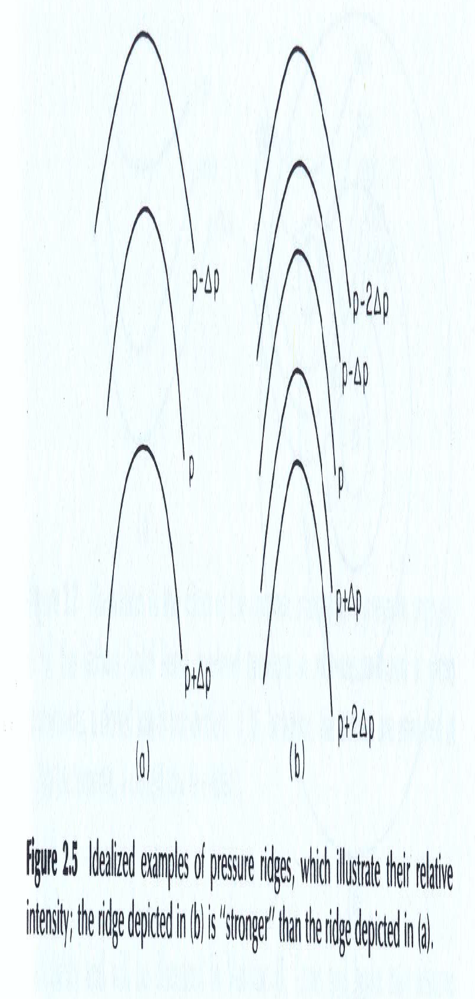 p-Δp
p-2Δp
p-Δp
p
p
p+Δp
p+Δp
p+2Δp
(a)
(b)
Figure 2.5 Idealized examples of pressure ridges, which illustrate their relative
intensity; the ridge depicted in (b) is “stronger” than the ridge depicted in (a).